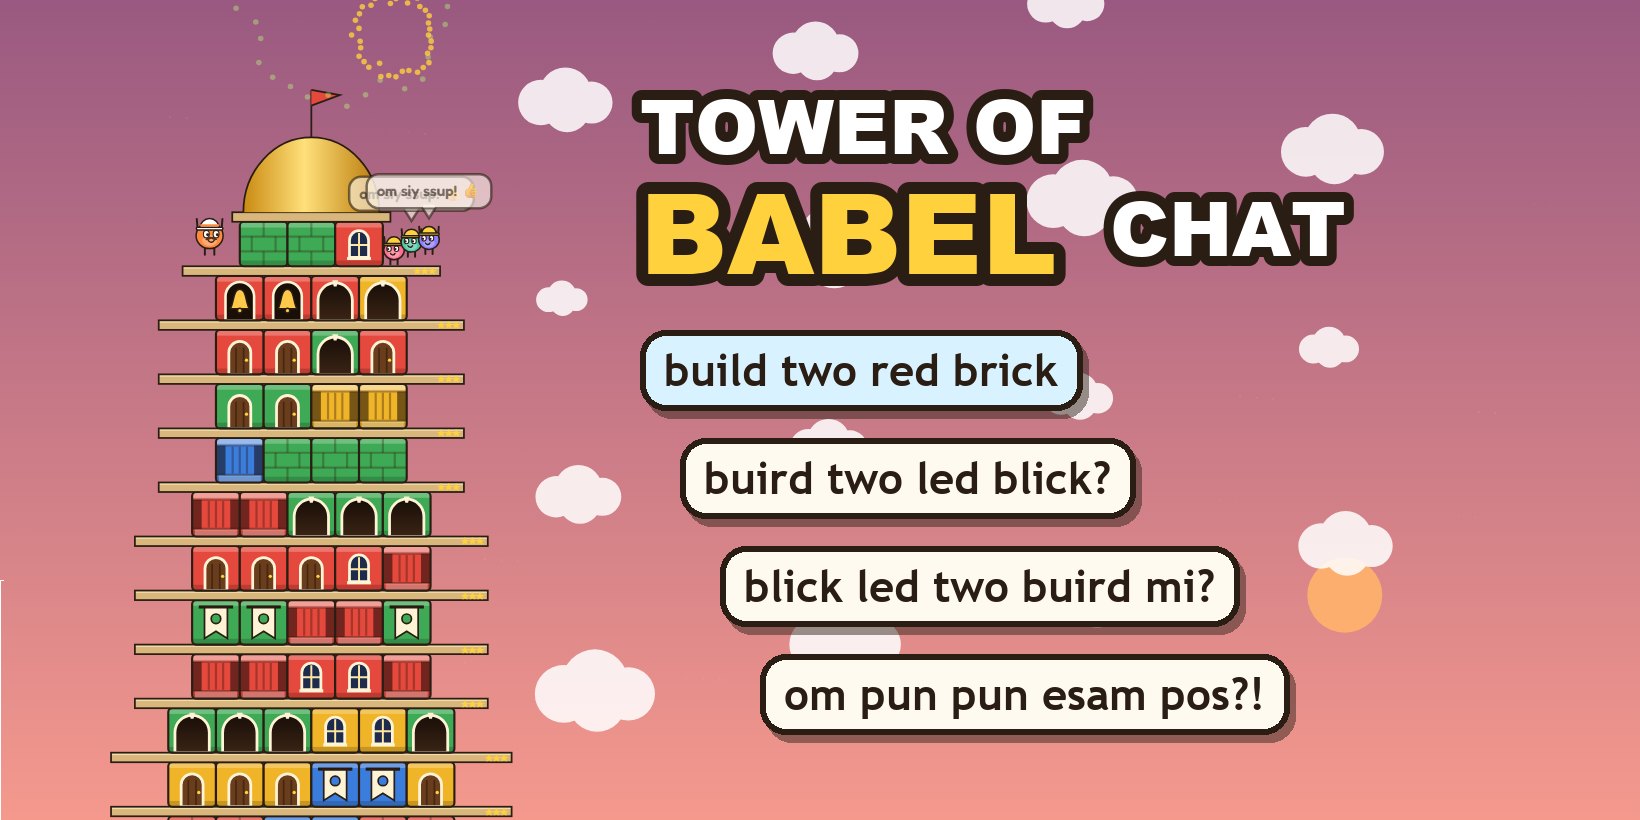 TOWER OF
BABEL CHAT
om siy ssup! 👍
build two red brick
buird two led blick?
blick led two buird mi?
om pun pun esam pos?!